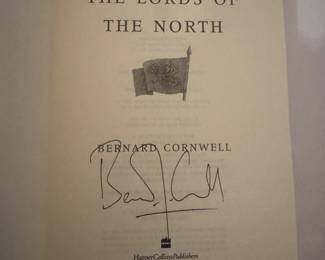 THE LORDS OF
THE NORTH
BERNARD CORNWELL
HarperCollinsPublishers